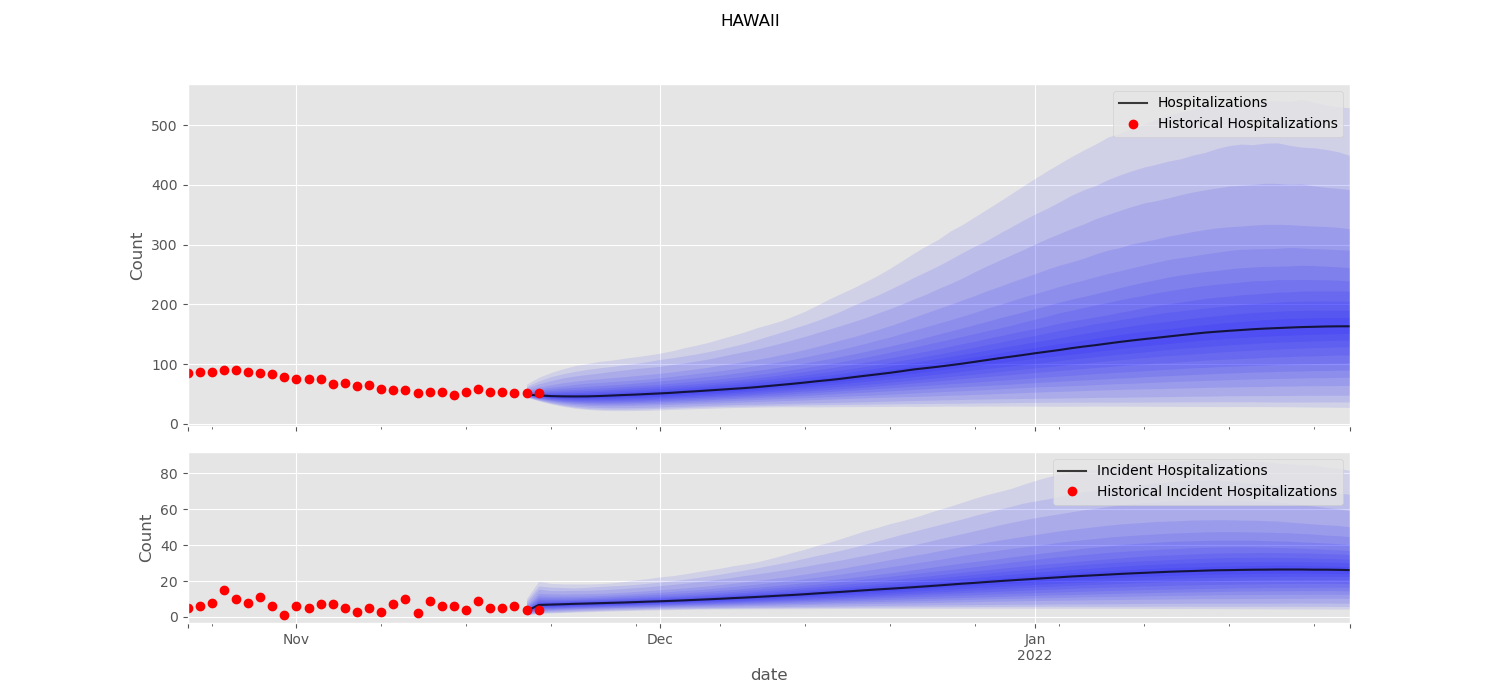 HAWAII
Hospitalizations
Historical Hospitalizations
500
400
300
200
100
0
Count
Incident Hospitalizations
Historical Incident Hospitalizations
80
60
40
20
0
Count
Nov
Dec
Jan
2022
date